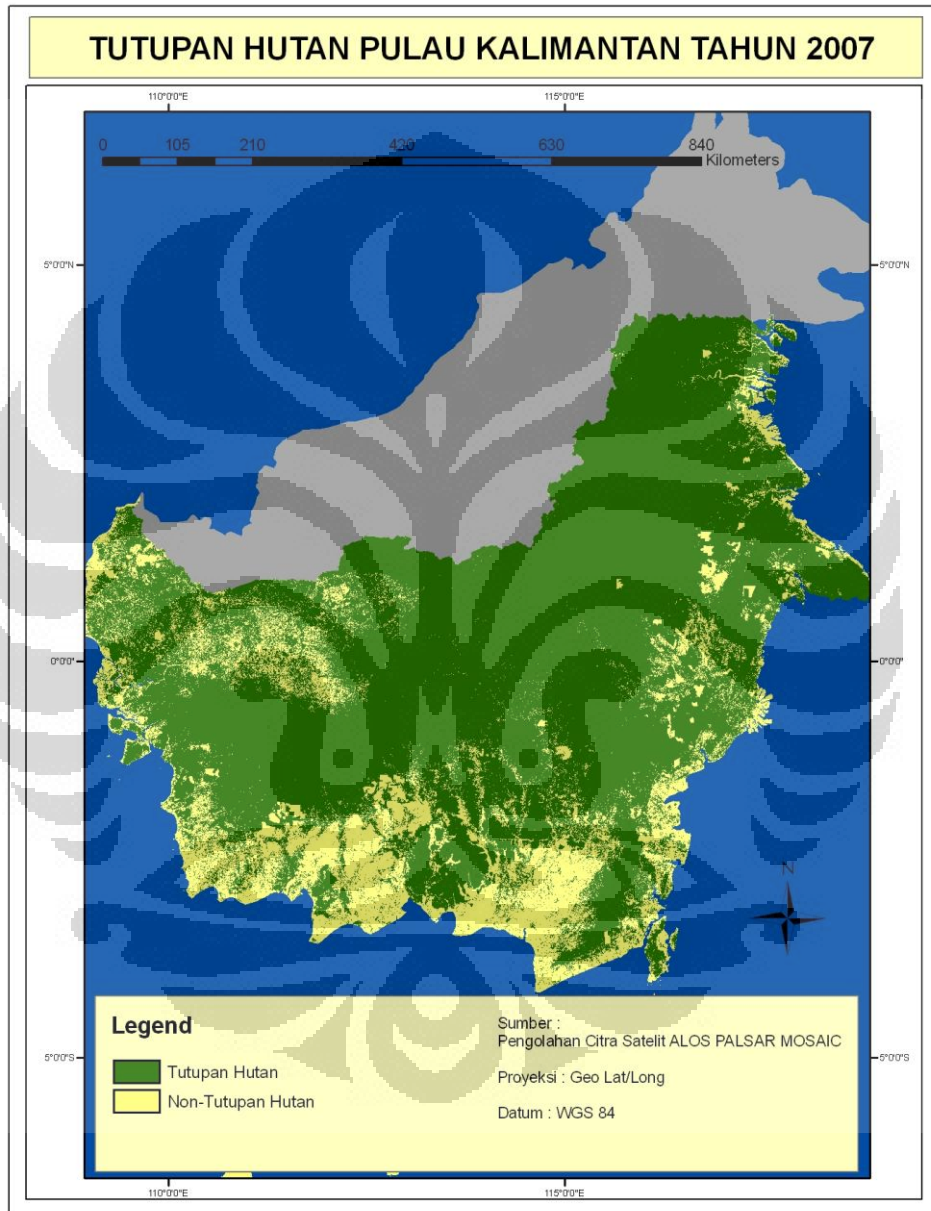 TUTUPAN HUTAN PULAU KALIMANTAN TAHUN 2007
110°0'0"E 115°0'0"E
0 105 210 420 630 840
Kilometers
5°0'0"N 5°0'0"N
0°0'0" 0°0'0"
N
Legend
Tutupan Hutan
Non-Tutupan Hutan
Sumber :
Pengolahan Citra Satelit ALOS PALSAR MOSAIC
Proyeksi : Geo Lat/Long
Datum : WGS 84
5°0'0"S 5°0'0"S
110°0'0"E 115°0'0"E